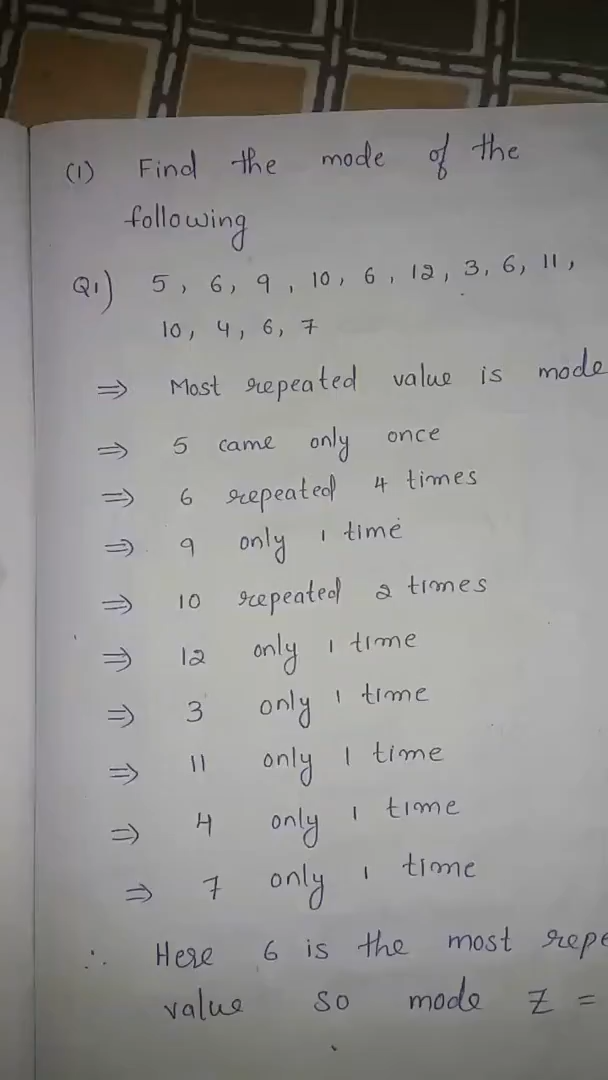 (1) Find the mode of the
following
Q1) 5, 6, 9, 10, 6, 12, 3, 6, 11,
10, 4, 6, 7
⇒ Most repeated value is mode
⇒ 5 came only once
⇒ 6 repeated 4 times
⇒ 9 only 1 time
⇒ 10 repeated 2 times
⇒ 12 only 1 time
⇒ 3 only 1 time
⇒ 11 only 1 time
⇒ 4 only 1 time
⇒ 7 only 1 time
∴ Here 6 is the most repe
value so mode Z =